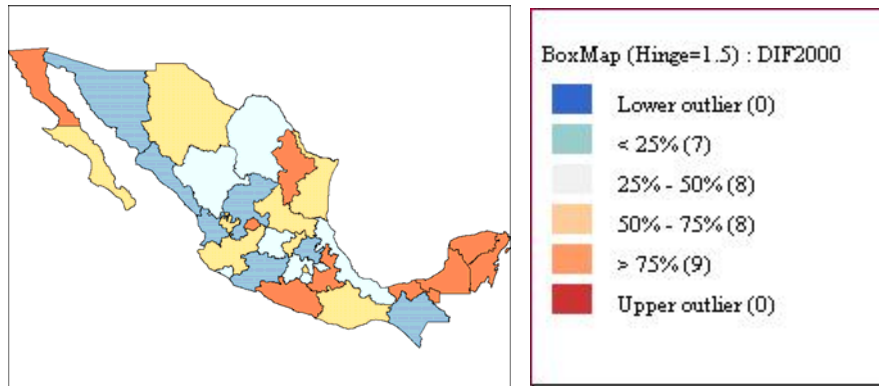 BoxMap (Hinge=1.5) : DIF2000
Lower outlier (0)
< 25% (7)
25% - 50% (8)
50% - 75% (8)
> 75% (9)
Upper outlier (0)